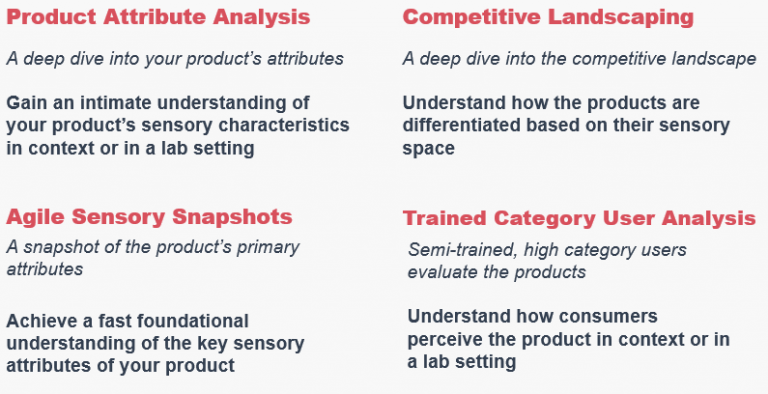 Product Attribute Analysis
A deep dive into your product's attributes
Gain an intimate understanding of
your product's sensory characteristics
in context or in a lab setting
Competitive Landscaping
A deep dive into the competitive landscape
Understand how the products are
differentiated based on their sensory
space
Agile Sensory Snapshots
A snapshot of the product's primary
attributes
Achieve a fast foundational
understanding of the key sensory
attributes of your product
Trained Category User Analysis
Semi-trained, high category users
evaluate the products
Understand how consumers
perceive the product in context or in
a lab setting